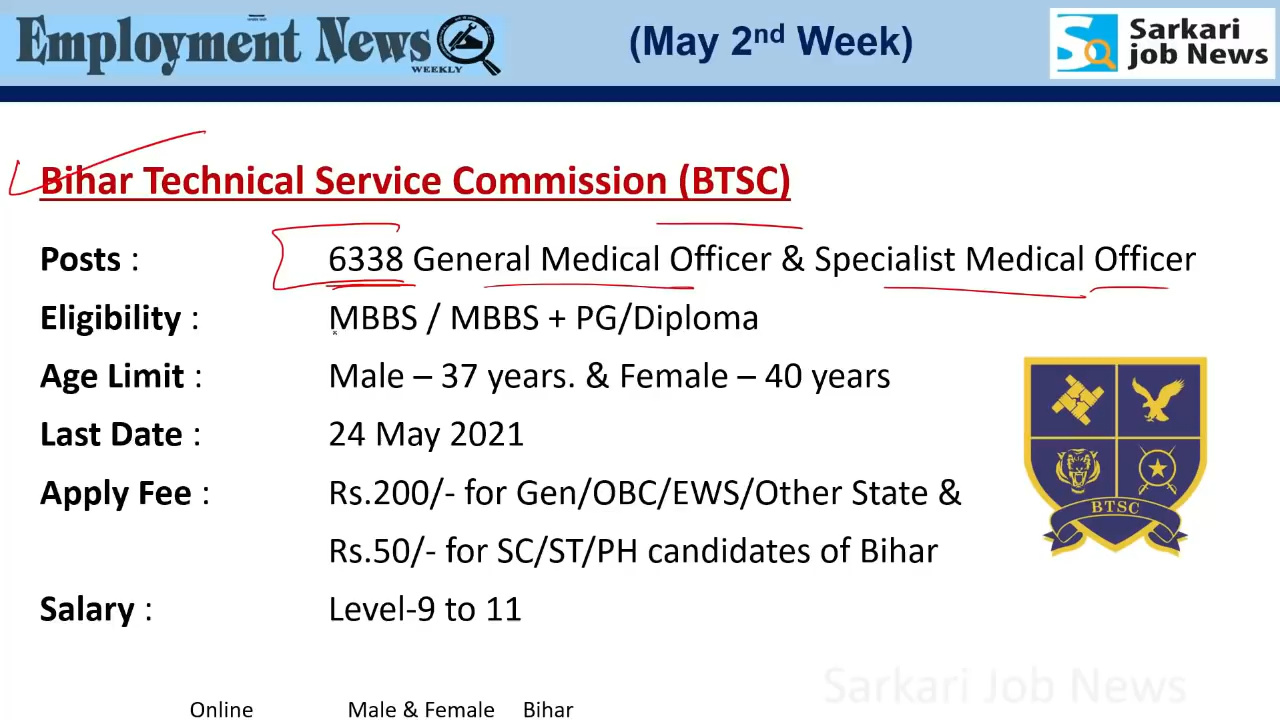 Employment News
WEEKLY
(May 2nd Week)
Sarkari
Job News
Bihar Technical Service Commission (BTSC)
Posts : 6338 General Medical Officer & Specialist Medical Officer
Eligibility : MBBS / MBBS + PG/Diploma
Age Limit : Male – 37 years. & Female – 40 years
Last Date : 24 May 2021
Apply Fee : Rs.200/- for Gen/OBC/EWS/Other State &
Rs.50/- for SC/ST/PH candidates of Bihar
BTSC
Salary : Level-9 to 11
Sarkari Job News
Online Male & Female Bihar